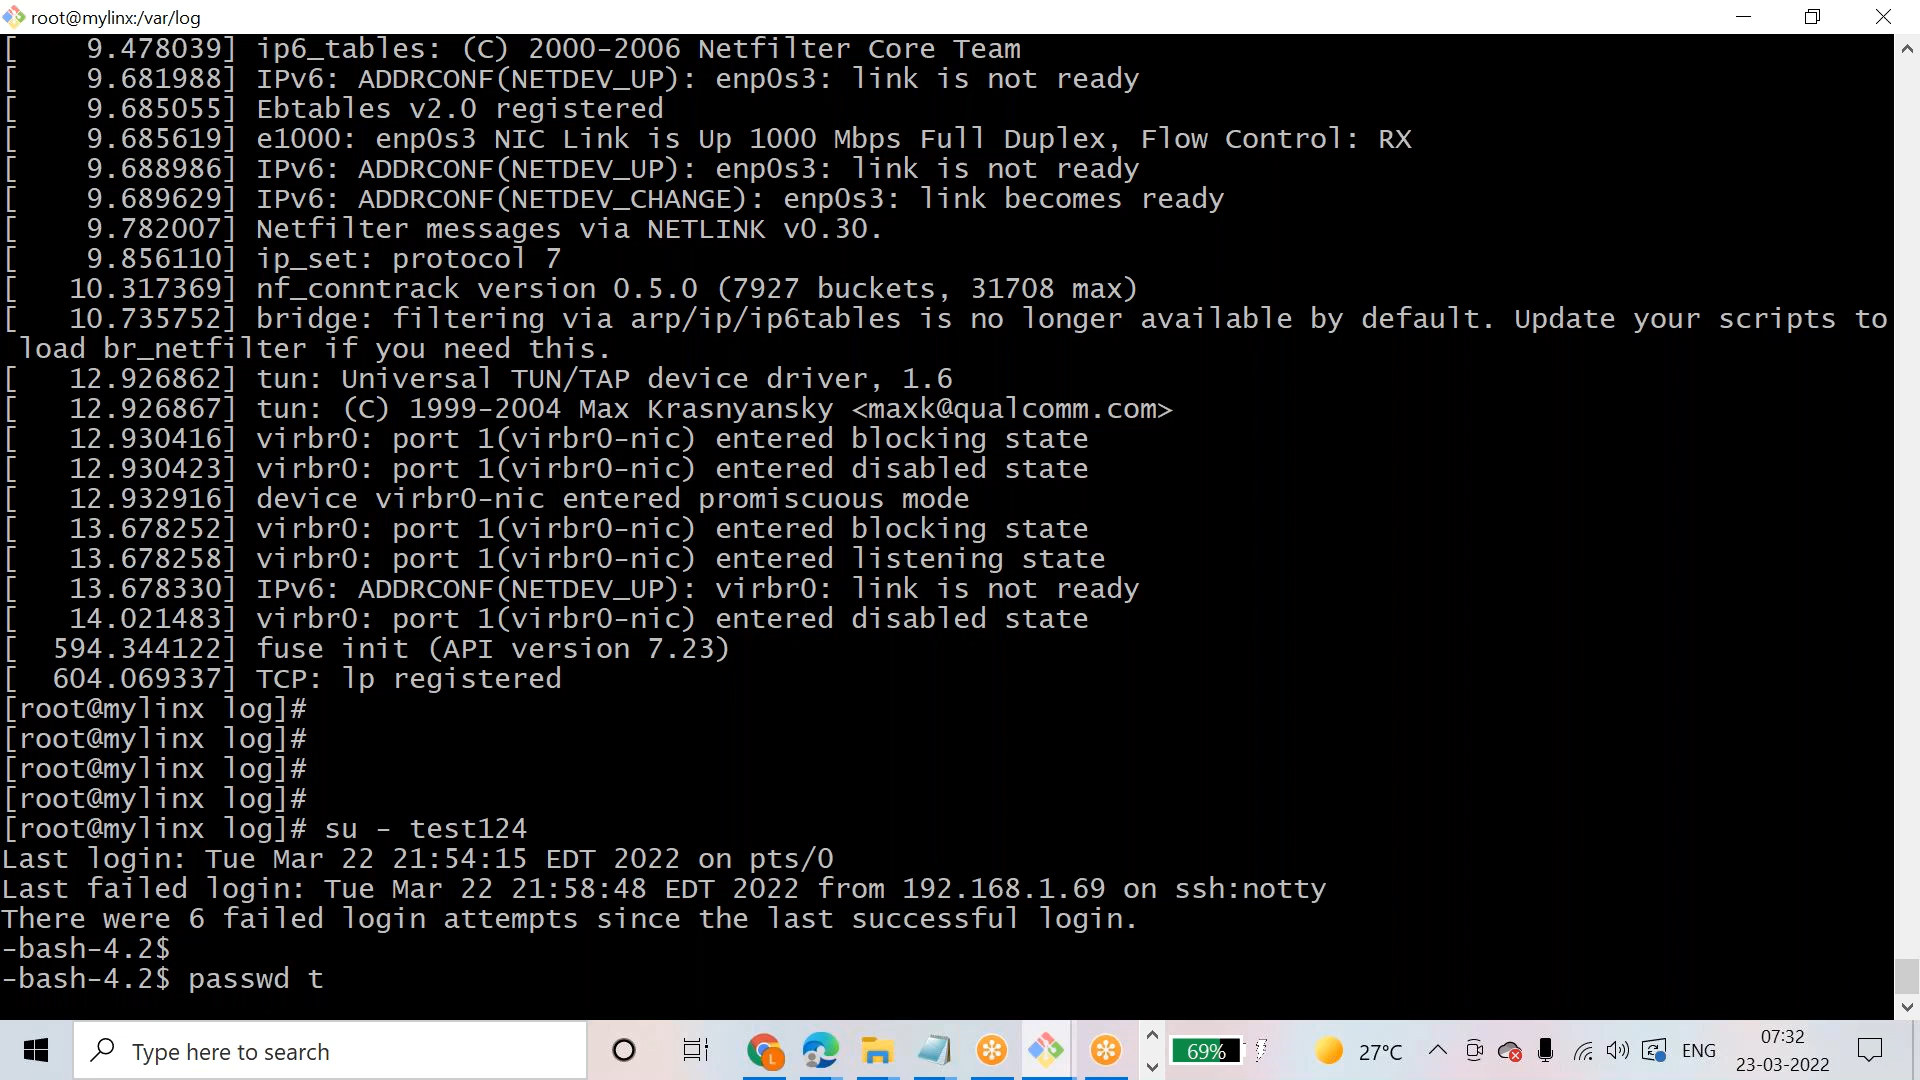 root@mylinx:/var/log
[    9.478039] ip6_tables: (C) 2000-2006 Netfilter Core Team
[    9.681988] IPv6: ADDRCONF(NETDEV_UP): enp0s3: link is not ready
[    9.685055] Ebtables v2.0 registered
[    9.685619] e1000: enp0s3 NIC Link is Up 1000 Mbps Full Duplex, Flow Control: RX
[    9.688986] IPv6: ADDRCONF(NETDEV_UP): enp0s3: link is not ready
[    9.689629] IPv6: ADDRCONF(NETDEV_CHANGE): enp0s3: link becomes ready
[    9.782007] Netfilter messages via NETLINK v0.30.
[    9.856110] ip_set: protocol 7
[   10.317369] nf_conntrack version 0.5.0 (7927 buckets, 31708 max)
[   10.735752] bridge: filtering via arp/ip/ip6tables is no longer available by default. Update your scripts to
 load br_netfilter if you need this.
[   12.926862] tun: Universal TUN/TAP device driver, 1.6
[   12.926867] tun: (C) 1999-2004 Max Krasnyansky <maxk@qualcomm.com>
[   12.930416] virbr0: port 1(virbr0-nic) entered blocking state
[   12.930423] virbr0: port 1(virbr0-nic) entered disabled state
[   12.932916] device virbr0-nic entered promiscuous mode
[   13.678252] virbr0: port 1(virbr0-nic) entered blocking state
[   13.678258] virbr0: port 1(virbr0-nic) entered listening state
[   13.678330] IPv6: ADDRCONF(NETDEV_UP): virbr0: link is not ready
[   14.021483] virbr0: port 1(virbr0-nic) entered disabled state
[  594.344122] fuse init (API version 7.23)
[  604.069337] TCP: lp registered
[root@mylinx log]#
[root@mylinx log]#
[root@mylinx log]#
[root@mylinx log]#
[root@mylinx log]# su - test124
Last login: Tue Mar 22 21:54:15 EDT 2022 on pts/0
Last failed login: Tue Mar 22 21:58:48 EDT 2022 from 192.168.1.69 on ssh:notty
There were 6 failed login attempts since the last successful login.
-bash-4.2$
-bash-4.2$ passwd t
Type here to search
L
69%
27°C
ENG
07:32
23-03-2022